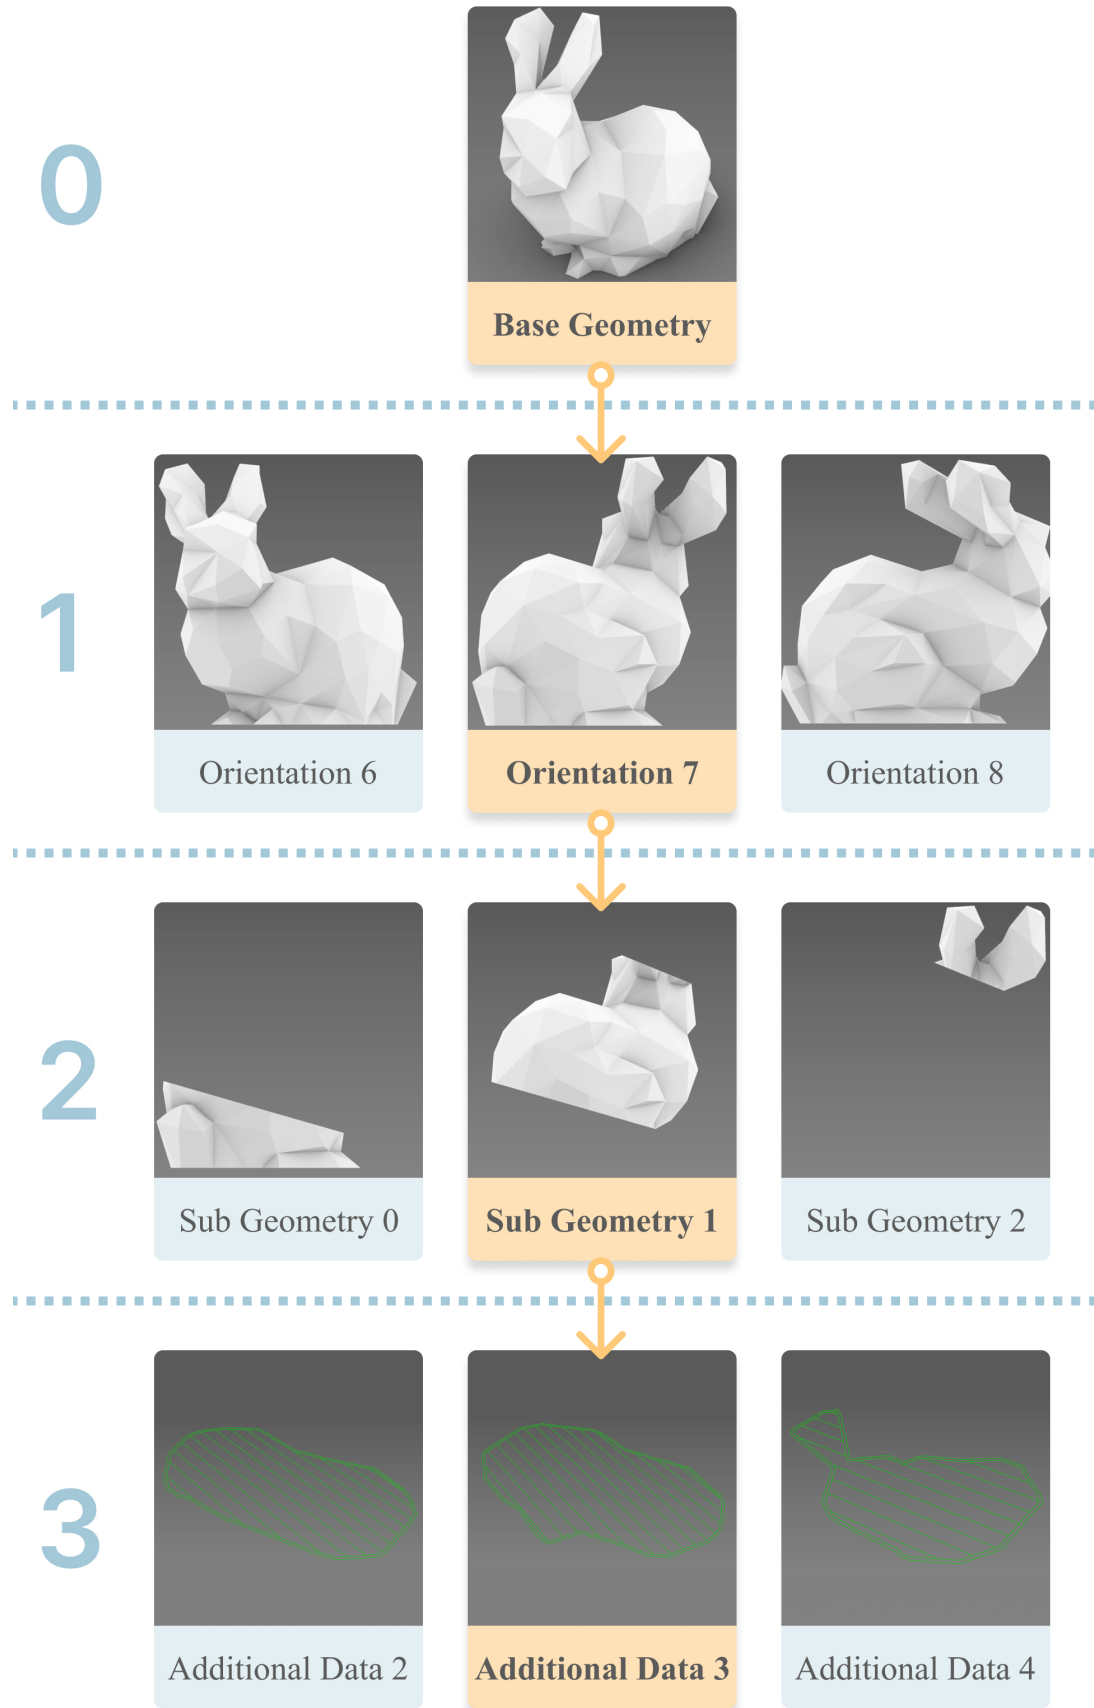 0
Base Geometry
1
Orientation 6
Orientation 7
Orientation 8
2
Sub Geometry 0
Sub Geometry 1
Sub Geometry 2
3
Additional Data 2
Additional Data 3
Additional Data 4